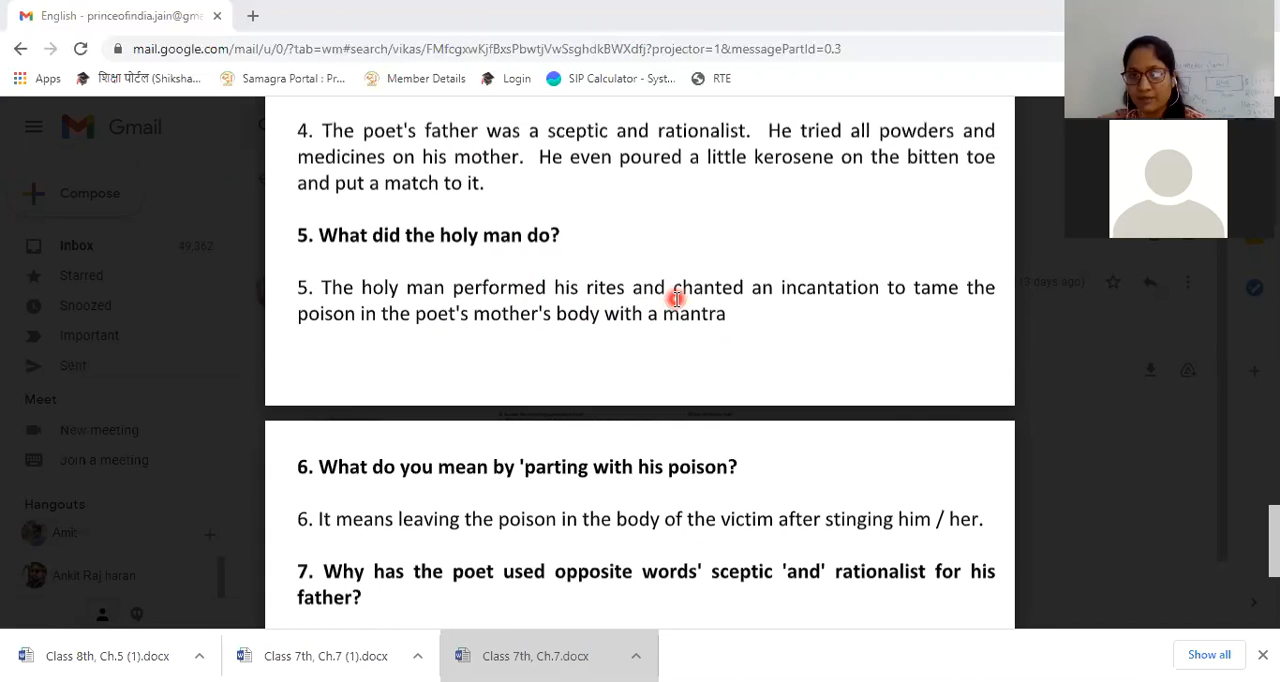 English - princeofindia.jain@gma
mail.google.com/mail/u/0/?tab=wm#search/vikas/FMfcgxwKjfBxsPbwtjVwSsghdkBWXdfj?projector=1&messagePartId=0.3
Apps शिक्षा पोर्टल (Shiksha... Samagra Portal : Pr... Member Details Login SIP Calculator - Syst... RTE
Gmail
Compose
Inbox 49,362
Starred
Snoozed
Important
Sent
Meet
New meeting
Join a meeting
Hangouts
Amit
Ankit Raj haran
4. The poet's father was a sceptic and rationalist. He tried all powders and
medicines on his mother. He even poured a little kerosene on the bitten toe
and put a match to it.
5. What did the holy man do?
5. The holy man performed his rites and chanted an incantation to tame the
poison in the poet's mother's body with a mantra
13 days ago)
6. What do you mean by 'parting with his poison?
6. It means leaving the poison in the body of the victim after stinging him / her.
7. Why has the poet used opposite words' sceptic 'and' rationalist for his
father?
Class 8th, Ch.5 (1).docx Class 7th, Ch.7 (1).docx Class 7th, Ch.7.docx Show all